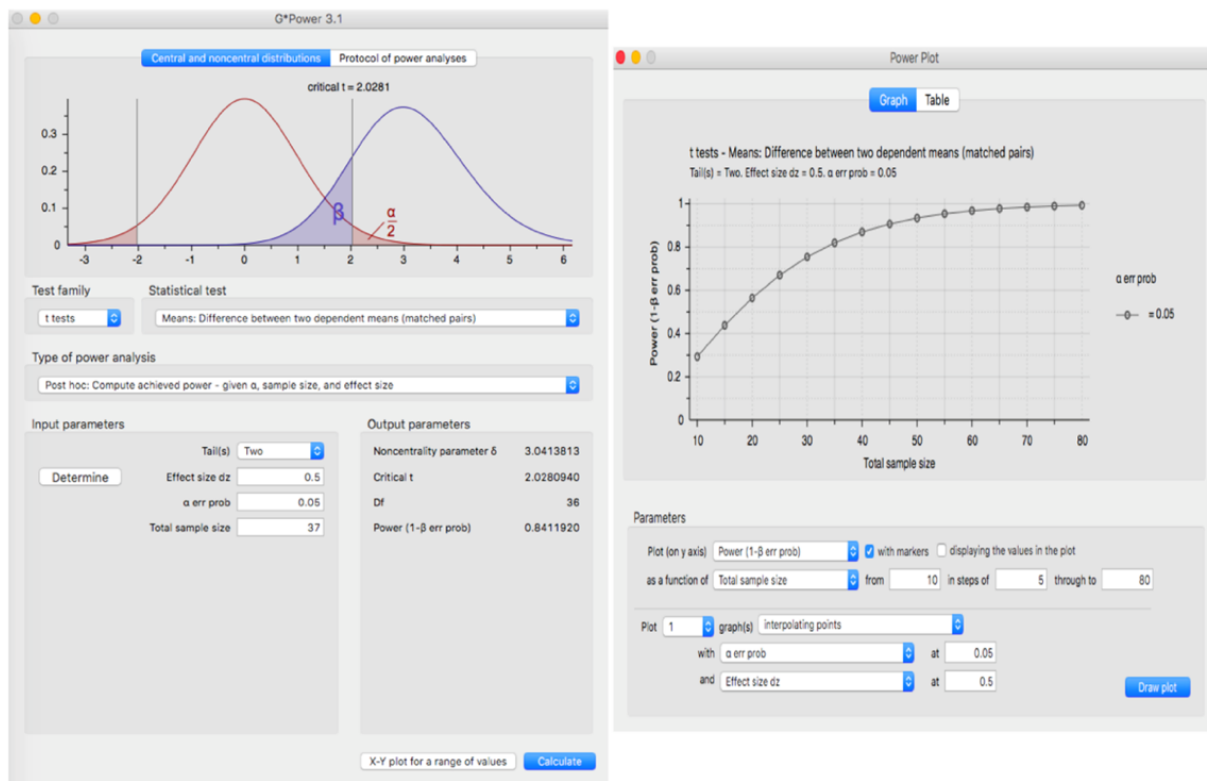 G*Power 3.1
Central and noncentral distributions Protocol of power analyses
critical t = 2.0281
0.3
0.2
0.1
0
β
α
2
-3 -2 -1 0 1 2 3 4 5 6
Test family Statistical test
t tests Means: Difference between two dependent means (matched pairs)
Type of power analysis
Post hoc: Compute achieved power - given α, sample size, and effect size
Input parameters Output parameters
Tail(s) Two Noncentrality parameter δ 3.0413813
Determine Effect size dz 0.5 Critical t 2.0280940
α err prob 0.05 Df 36
Total sample size 37 Power (1-β err prob) 0.8411920
X-Y plot for a range of values Calculate
Power Plot
Graph Table
t tests - Means: Difference between two dependent means (matched pairs)
Tail(s) = Two. Effect size dz = 0.5. α err prob = 0.05
Power (1-β err prob)
1
0.8
0.6
0.4
0.2
0
10 20 30 40 50 60 70 80
Total sample size
α err prob
= 0.05
Parameters
Plot (on y axis) Power (1-β err prob) with markers displaying the values in the plot
as a function of Total sample size from 10 in steps of 5 through to 80
Plot 1 graph(s) interpolating points
with α err prob at 0.05
and Effect size dz at 0.5
Draw plot